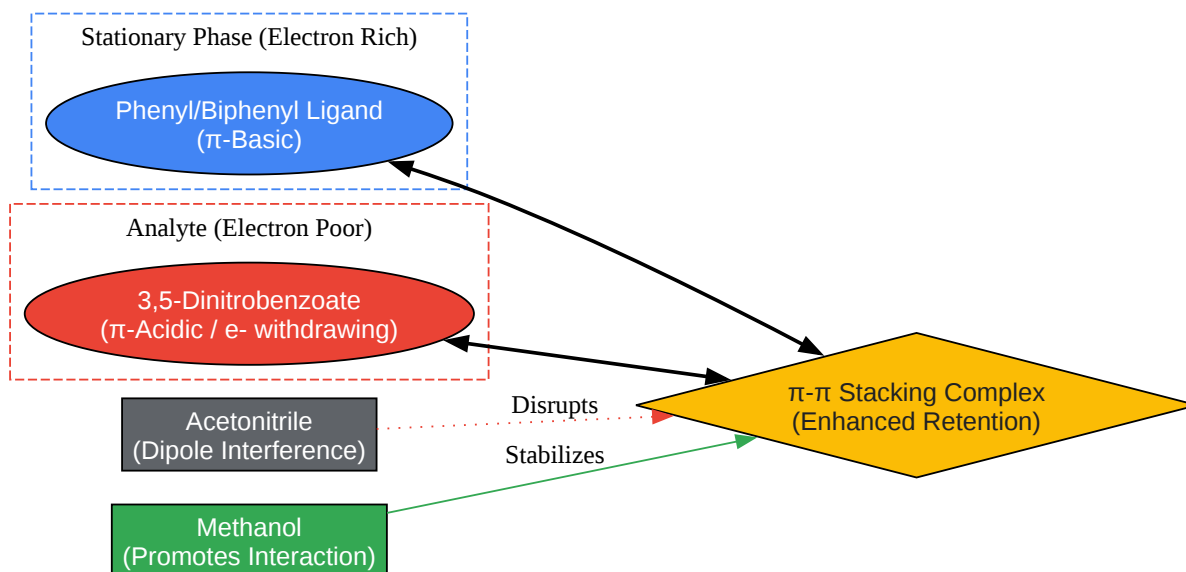 Stationary Phase (Electron Rich)
Phenyl/Biphenyl Ligand
(π-Basic)
Analyte (Electron Poor)
3,5-Dinitrobenzoate
(π-Acidic / e- withdrawing)
π-π Stacking Complex
(Enhanced Retention)
Acetonitrile
(Dipole Interference)
Disrupts
Stabilizes
Methanol
(Promotes Interaction)